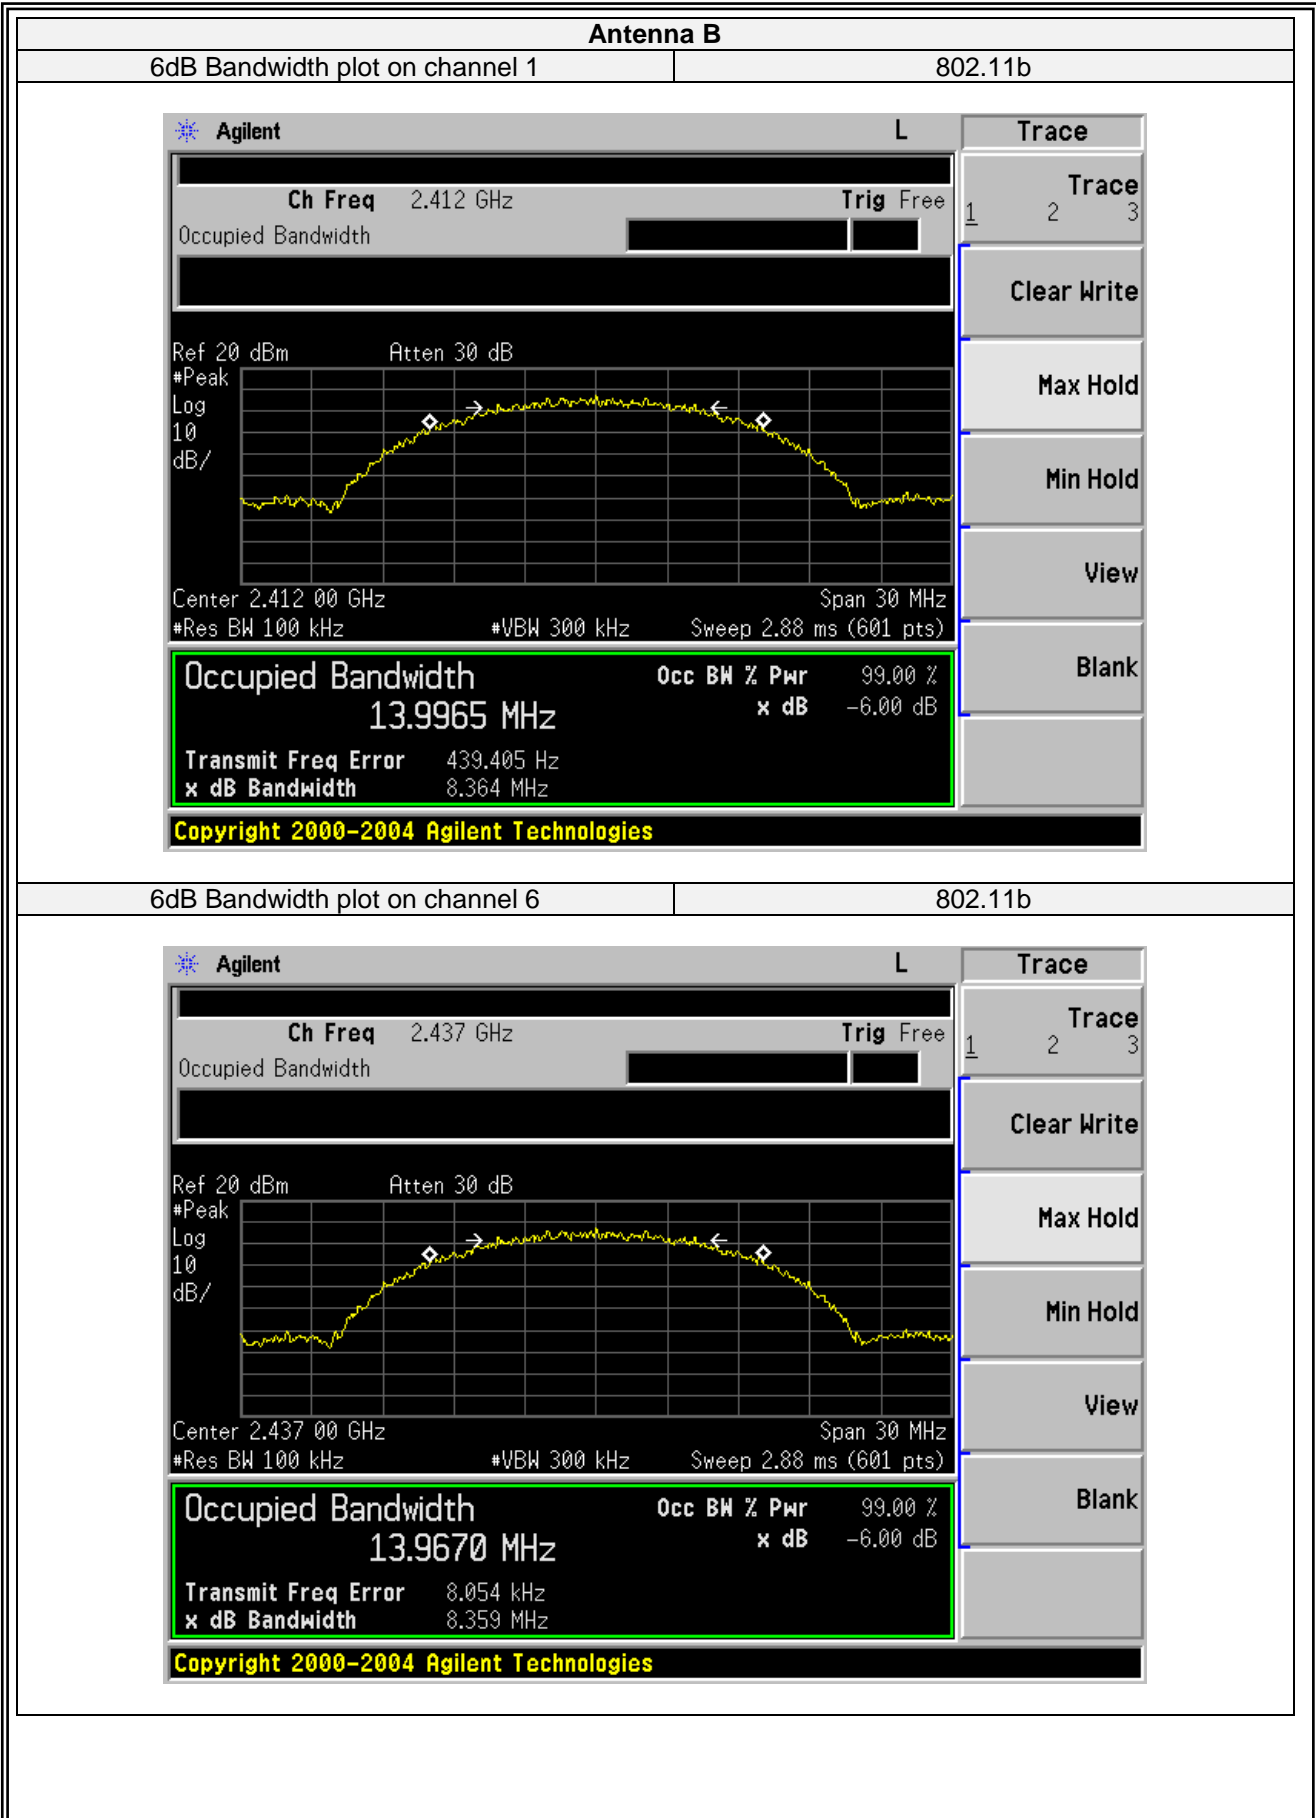 Antenna B
6dB Bandwidth plot on channel 1 802.11b
Agilent L Trace
Ch Freq 2.412 GHz Trig Free
Occupied Bandwidth
Trace
1 2 3
Clear Write
Max Hold
Min Hold
View
Blank
Ref 20 dBm Atten 30 dB
#Peak
Log
10
dB/
Center 2.412 00 GHz Span 30 MHz
#Res BW 100 kHz #VBW 300 kHz Sweep 2.88 ms (601 pts)
Occupied Bandwidth Occ BW % Pwr 99.00 %
13.9965 MHz x dB -6.00 dB
Transmit Freq Error 439.405 Hz
x dB Bandwidth 8.364 MHz
Copyright 2000-2004 Agilent Technologies
6dB Bandwidth plot on channel 6 802.11b
Agilent L Trace
Ch Freq 2.437 GHz Trig Free
Occupied Bandwidth
Trace
1 2 3
Clear Write
Max Hold
Min Hold
View
Blank
Ref 20 dBm Atten 30 dB
#Peak
Log
10
dB/
Center 2.437 00 GHz Span 30 MHz
#Res BW 100 kHz #VBW 300 kHz Sweep 2.88 ms (601 pts)
Occupied Bandwidth Occ BW % Pwr 99.00 %
13.9670 MHz x dB -6.00 dB
Transmit Freq Error 8.054 kHz
x dB Bandwidth 8.359 MHz
Copyright 2000-2004 Agilent Technologies